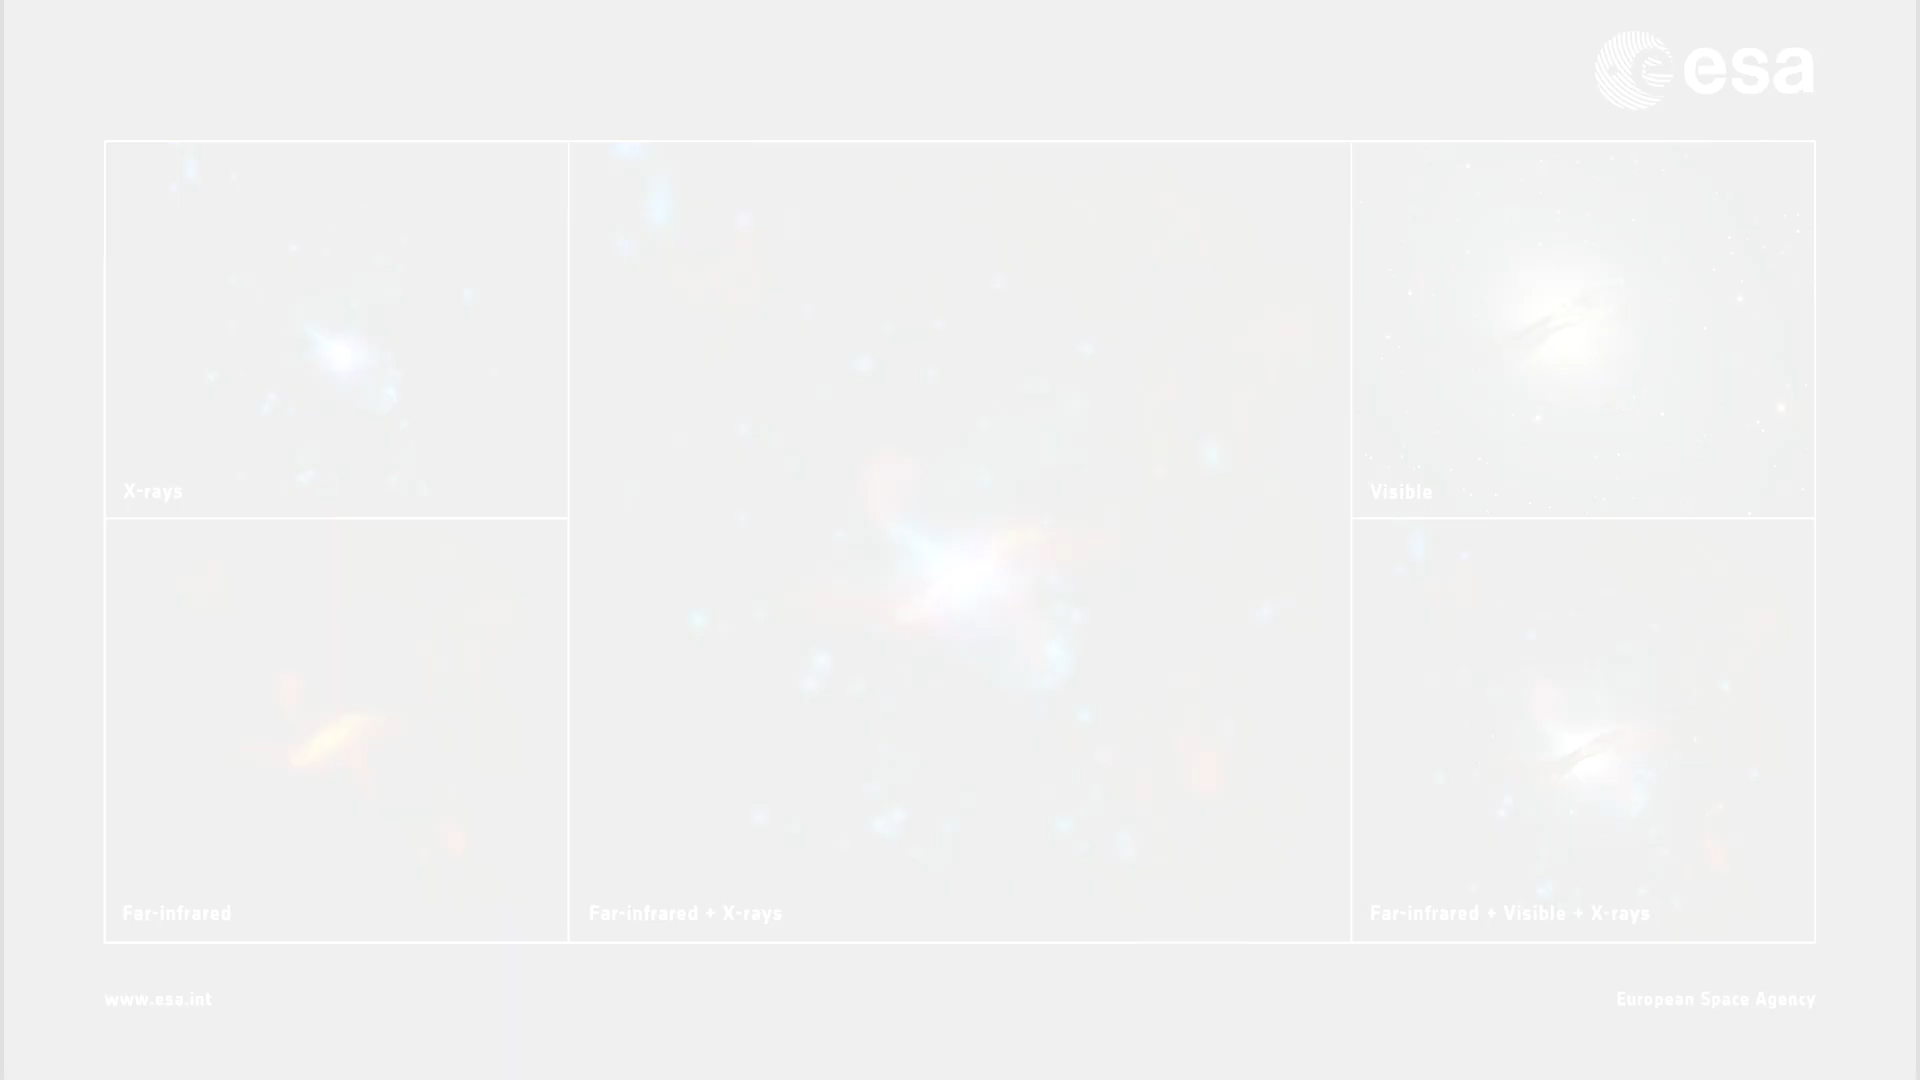 esa
X-rays
Visible
Far-infrared
Far-infrared + X-rays
Far-infrared + Visible + X-rays
www.esa.int
European Space Agency